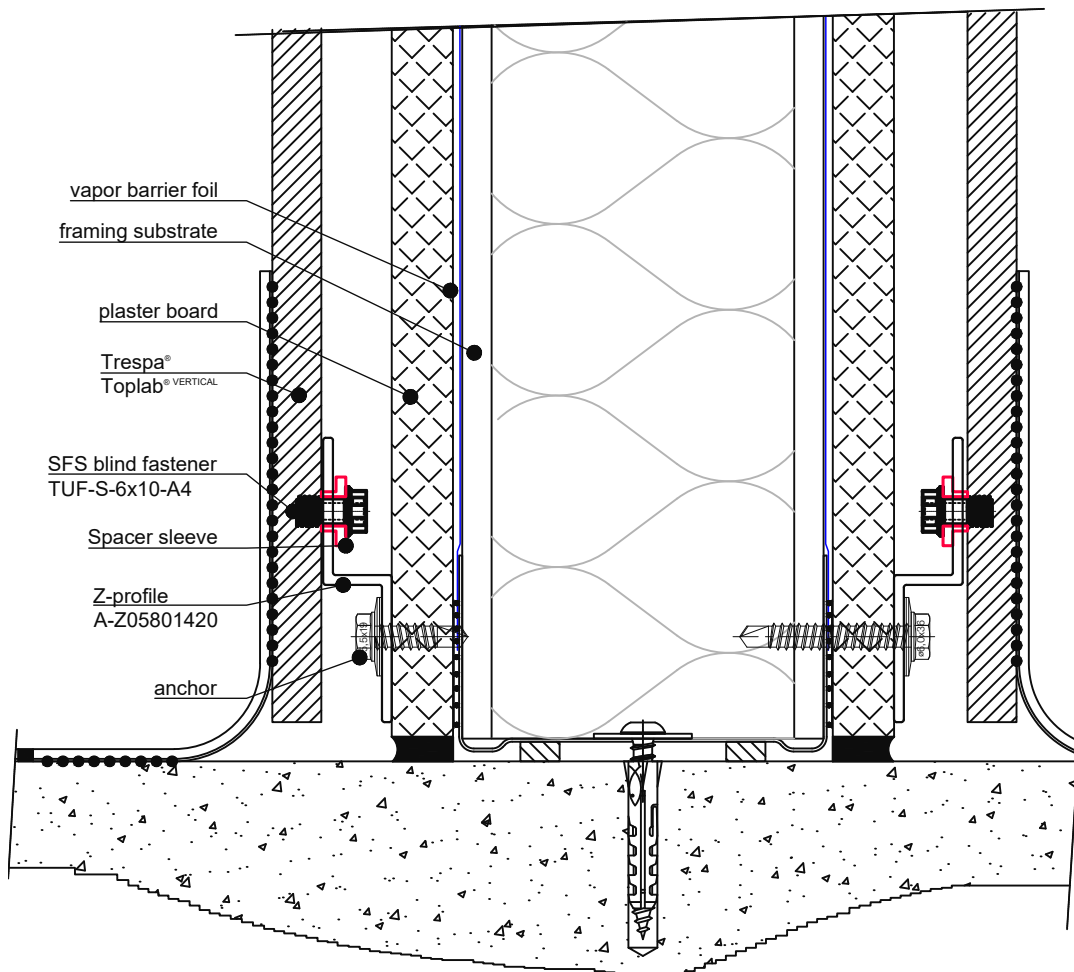 vapor barrier foil
framing substrate
plaster board
Trespa®
Toplab® VERTICAL
SFS blind fastener
TUF-S-6x10-A4
Spacer sleeve
Z-profile
A-Z05801420
anchor